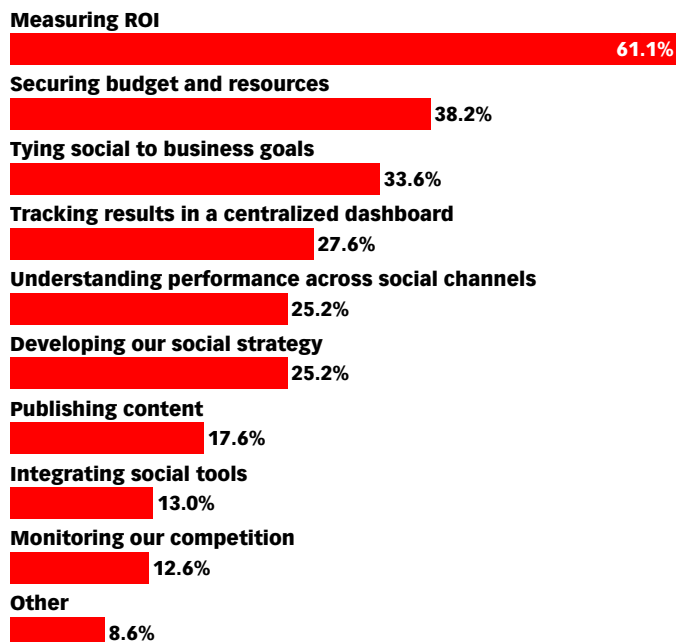 Measuring ROI
61.1%
Securing budget and resources
38.2%
Tying social to business goals
33.6%
Tracking results in a centralized dashboard
27.6%
Understanding performance across social channels
25.2%
Developing our social strategy
25.2%
Publishing content
17.6%
Integrating social tools
13.0%
Monitoring our competition
12.6%
Other
8.6%